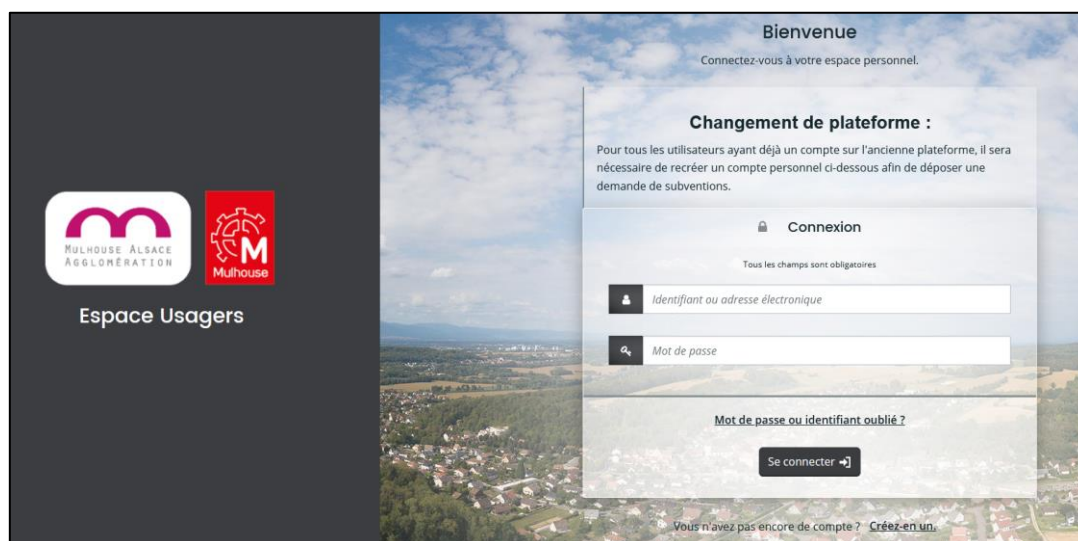 MULHOUSE ALSACE
AGGLOMÉRATION
M
Mulhouse
Espace Usagers
Bienvenue
Connectez-vous à votre espace personnel.
Changement de plateforme :
Pour tous les utilisateurs ayant déjà un compte sur l'ancienne plateforme, il sera
nécessaire de recréer un compte personnel ci-dessous afin de déposer une
demande de subventions.
Connexion
Tous les champs sont obligatoires
Identifiant ou adresse électronique
Mot de passe
Mot de passe ou identifiant oublié ?
Se connecter
Vous n'avez pas encore de compte ? Créez-en un.